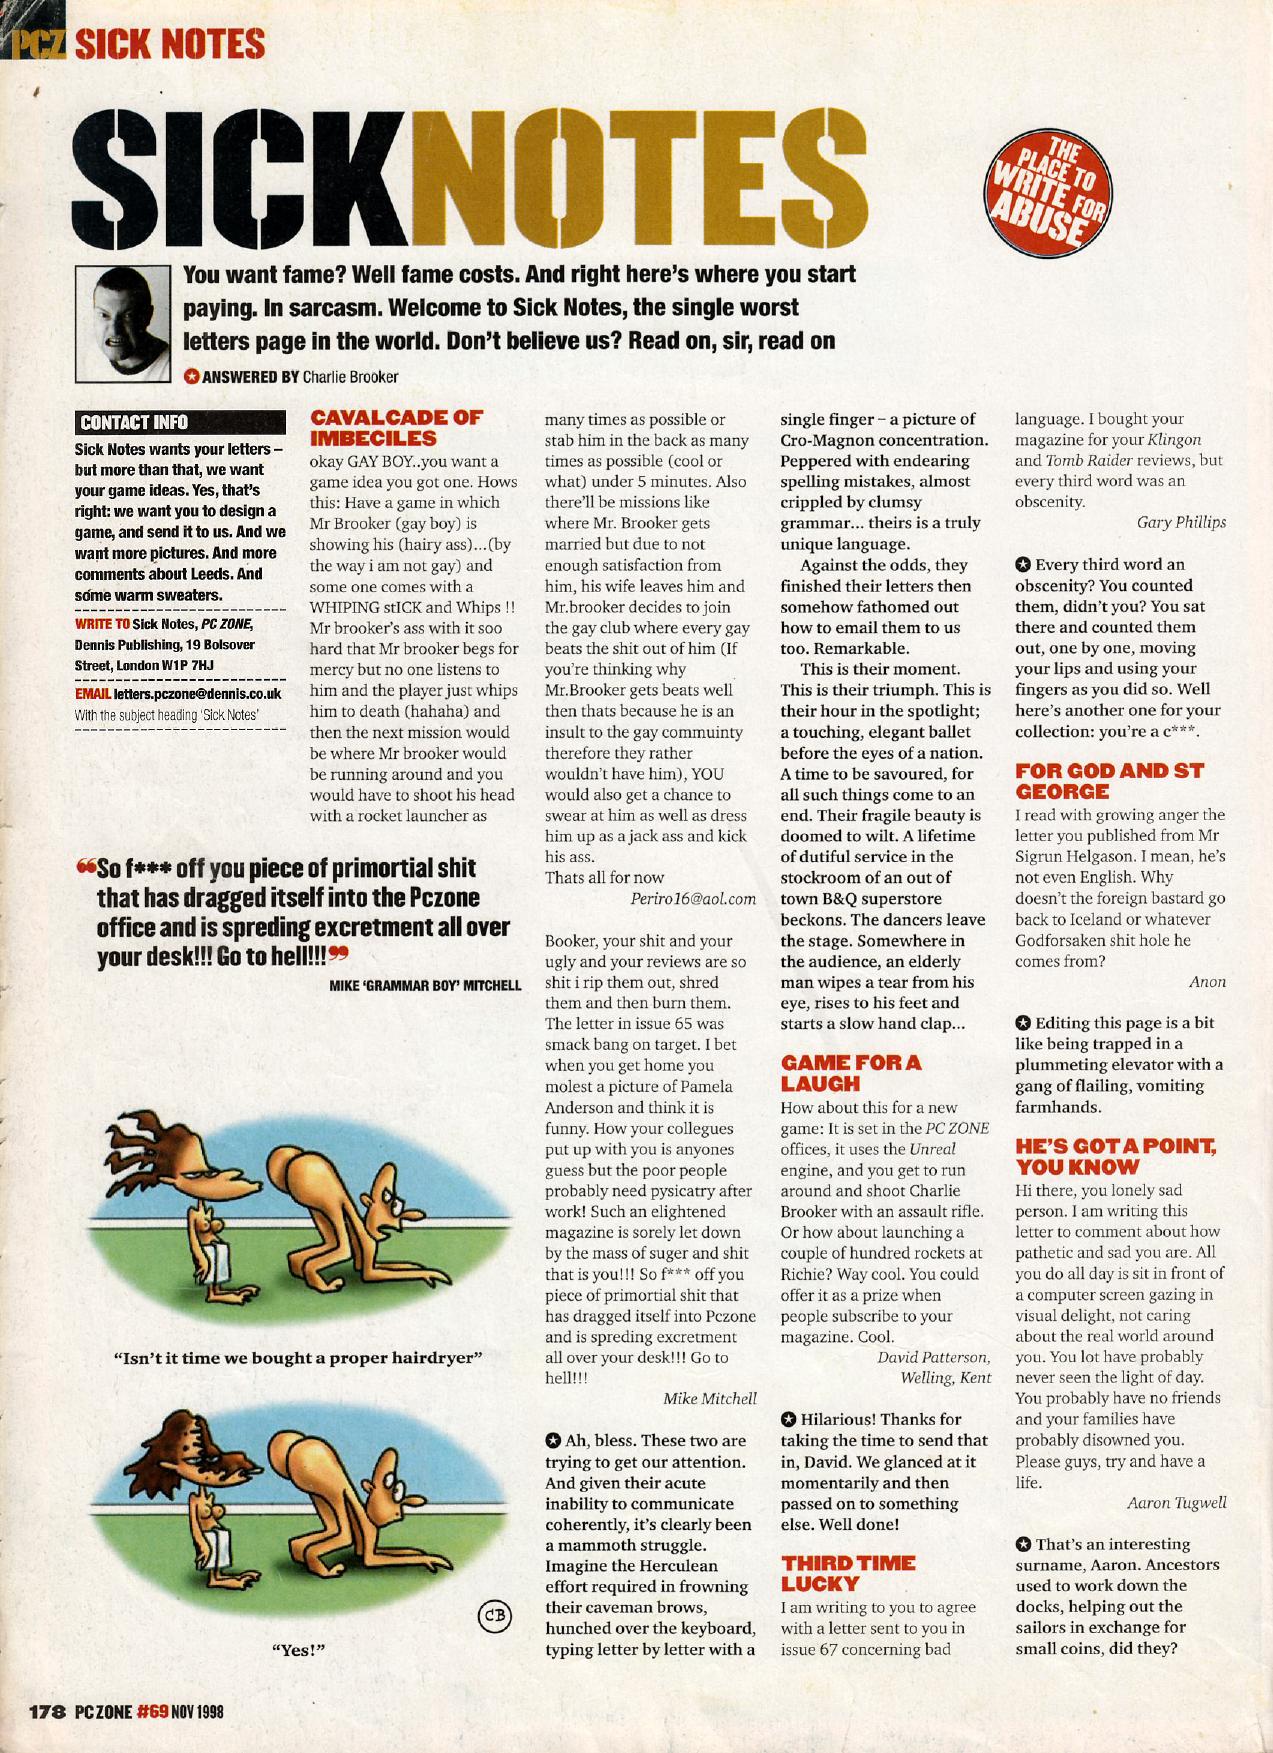 PCZ SICK NOTES
SICKNOTES
THE
PLACE TO
WRITE FOR
ABUSE
You want fame? Well fame costs. And right here's where you start
paying. In sarcasm. Welcome to Sick Notes, the single worst
letters page in the world. Don't believe us? Read on, sir, read on
ANSWERED BY Charlie Brooker
CONTACT INFO
Sick Notes wants your letters –
but more than that, we want
your game ideas. Yes, that's
right: we want you to design a
game, and send it to us. And we
want more pictures. And more
comments about Leeds. And
some warm sweaters.
WRITE TO Sick Notes, PC ZONE,
Dennis Publishing, 19 Bolsover
Street, London W1P 7HJ
EMAIL letters.pczone@dennis.co.uk
With the subject heading 'Sick Notes'
CAVALCADE OF
IMBECILES
okay GAY BOY..you want a
game idea you got one. Hows
this: Have a game in which
Mr Brooker (gay boy) is
showing his (hairy ass)...(by
the way i am not gay) and
some one comes with a
WHIPING stICK and Whips !!
Mr brooker's ass with it soo
hard that Mr brooker begs for
mercy but no one listens to
him and the player just whips
him to death (hahaha) and
then the next mission would
be where Mr brooker would
be running around and you
would have to shoot his head
with a rocket launcher as
many times as possible or
stab him in the back as many
times as possible (cool or
what) under 5 minutes. Also
there'll be missions like
where Mr. Brooker gets
married but due to not
enough satisfaction from
him, his wife leaves him and
Mr.brooker decides to join
the gay club where every gay
beats the shit out of him (If
you're thinking why
Mr.Brooker gets beats well
then thats because he is an
insult to the gay commuinty
therefore they rather
wouldn't have him), YOU
would also get a chance to
swear at him as well as dress
him up as a jack ass and kick
his ass.
Thats all for now
Periro16@aol.com
Booker, your shit and your
ugly and your reviews are so
shit i rip them out, shred
them and then burn them.
The letter in issue 65 was
smack bang on target. I bet
when you get home you
molest a picture of Pamela
Anderson and think it is
funny. How your collegues
put up with you is anyones
guess but the poor people
probably need pysicatry after
work! Such an elightened
magazine is sorely let down
by the mass of suger and shit
that is you!!! So f*** off you
piece of primortial shit that
has dragged itself into Pczone
and is spreding excretment
all over your desk!!! Go to
hell!!!
Mike Mitchell
Ah, bless. These two are
trying to get our attention.
And given their acute
inability to communicate
coherently, it's clearly been
a mammoth struggle.
Imagine the Herculean
effort required in frowning
their caveman brows,
hunched over the keyboard,
typing letter by letter with a
single finger – a picture of
Cro-Magnon concentration.
Peppered with endearing
spelling mistakes, almost
crippled by clumsy
grammar... theirs is a truly
unique language.
Against the odds, they
finished their letters then
somehow fathomed out
how to email them to us
too. Remarkable.
This is their moment.
This is their triumph. This is
their hour in the spotlight;
a touching, elegant ballet
before the eyes of a nation.
A time to be savoured, for
all such things come to an
end. Their fragile beauty is
doomed to wilt. A lifetime
of dutiful service in the
stockroom of an out of
town B&Q superstore
beckons. The dancers leave
the stage. Somewhere in
the audience, an elderly
man wipes a tear from his
eye, rises to his feet and
starts a slow hand clap...
GAME FOR A
LAUGH
How about this for a new
game: It is set in the PC ZONE
offices, it uses the Unreal
engine, and you get to run
around and shoot Charlie
Brooker with an assault rifle.
Or how about launching a
couple of hundred rockets at
Richie? Way cool. You could
offer it as a prize when
people subscribe to your
magazine. Cool.
David Patterson,
Welling, Kent
Hilarious! Thanks for
taking the time to send that
in, David. We glanced at it
momentarily and then
passed on to something
else. Well done!
THIRD TIME
LUCKY
I am writing to you to agree
with a letter sent to you in
issue 67 concerning bad
language. I bought your
magazine for your Klingon
and Tomb Raider reviews, but
every third word was an
obscenity.
Gary Phillips
Every third word an
obscenity? You counted
them, didn't you? You sat
there and counted them
out, one by one, moving
your lips and using your
fingers as you did so. Well
here's another one for your
collection: you're a c***.
FOR GOD AND ST
GEORGE
I read with growing anger the
letter you published from Mr
Sigrun Helgason. I mean, he's
not even English. Why
doesn't the foreign bastard go
back to Iceland or whatever
Godforsaken shit hole he
comes from?
Anon
Editing this page is a bit
like being trapped in a
plummeting elevator with a
gang of flailing, vomiting
farmhands.
HE'S GOT A POINT,
YOU KNOW
Hi there, you lonely sad
person. I am writing this
letter to comment about how
pathetic and sad you are. All
you do all day is sit in front of
a computer screen gazing in
visual delight, not caring
about the real world around
you. You lot have probably
never seen the light of day.
You probably have no friends
and your families have
probably disowned you.
Please guys, try and have a
life.
Aaron Tugwell
That's an interesting
surname, Aaron. Ancestors
used to work down the
docks, helping out the
sailors in exchange for
small coins, did they?
“So f*** off you piece of primortial shit
that has dragged itself into the Pczone
office and is spreding excretment all over
your desk!!! Go to hell!!!”
MIKE 'GRAMMAR BOY' MITCHELL
“Isn't it time we bought a proper hairdryer”
CB
“Yes!”
178 PC ZONE #69 NOV 1998